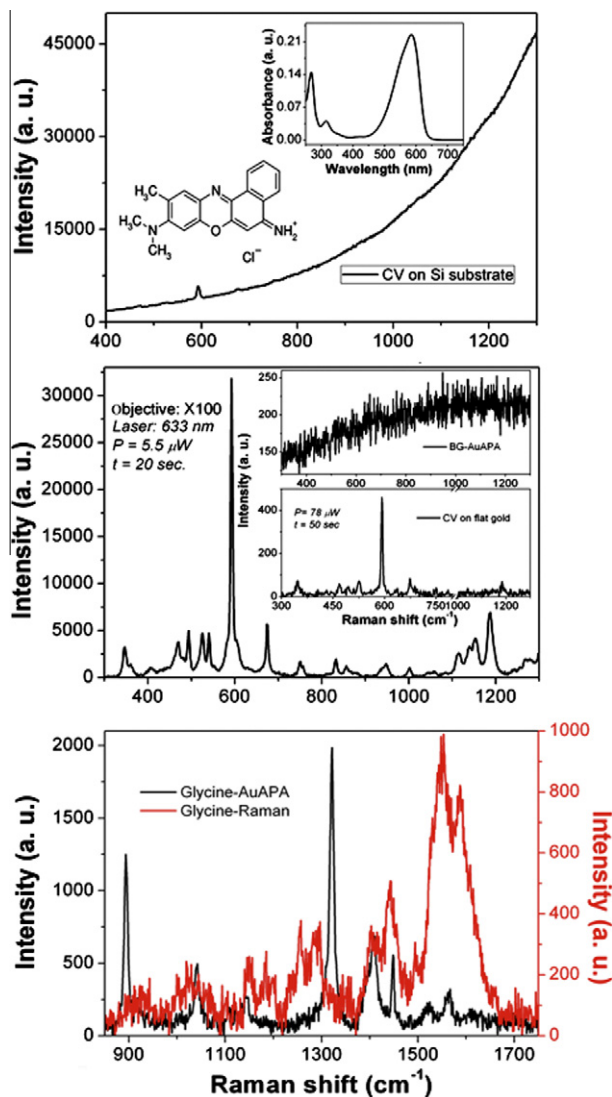 45000
30000
15000
0
Intensity (a. u.)
0.21
0.14
0.07
0.00
Absorbance (a. u.)
250 300 400 500 600 700
Wavelength (nm)
CH₃
H₃C
N
CH₃
N
O
NH₂⁺
Cl⁻
CV on Si substrate
400 600 800 1000 1200
30000
25000
20000
15000
10000
5000
0
Intensity (a. u.)
Objective: X100
Laser: 633 nm
P = 5.5 µW
t = 20 sec.
250
200
150
BG-AuAPA
400 600 800 1000 1200
Intensity (a. u.)
400
200
0
P= 78 µW
t = 50 sec
CV on flat gold
300 450 600 750 1000 1200
Raman shift (cm⁻¹)
400 600 800 1000 1200
2000
1500
1000
500
0
Intensity (a. u.)
Glycine-AuAPA
Glycine-Raman
1000
800
600
400
200
0
Intensity (a. u.)
900 1100 1300 1500 1700
Raman shift (cm⁻¹)